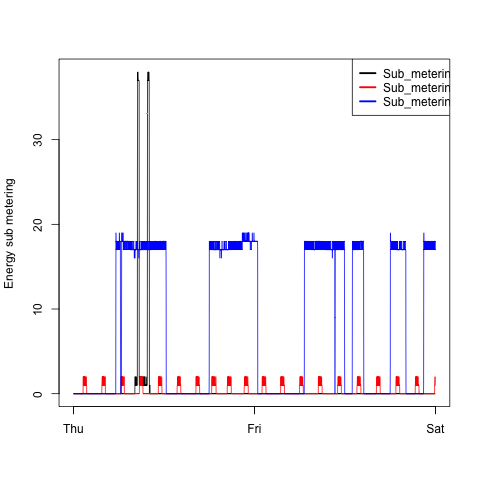 Sub_meterin
Sub_meterin
Sub_meterin
Energy sub metering
30
20
10
0
Thu Fri Sat